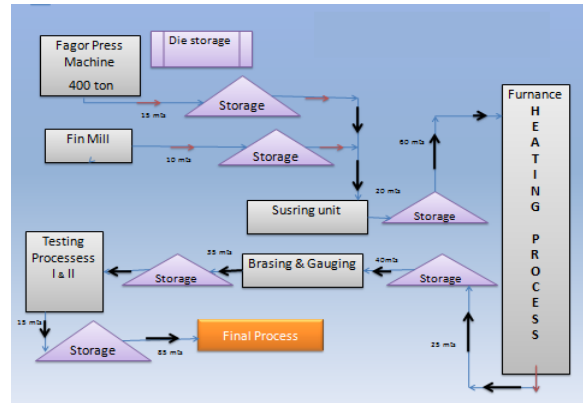 Fagor Press
Machine
400 ton
Die storage
Storage
15 mts
Fin Mill
Storage
10 mts
Furnance
H
E
A
T
I
N
G
P
R
O
C
E
S
S
60 mts
20 mts
Susring unit
Storage
Testing
Processess
I & II
35 mts
Storage
Brasing & Gauging
40mts
Storage
25 mts
15 mts
Storage
85 mts
Final Process